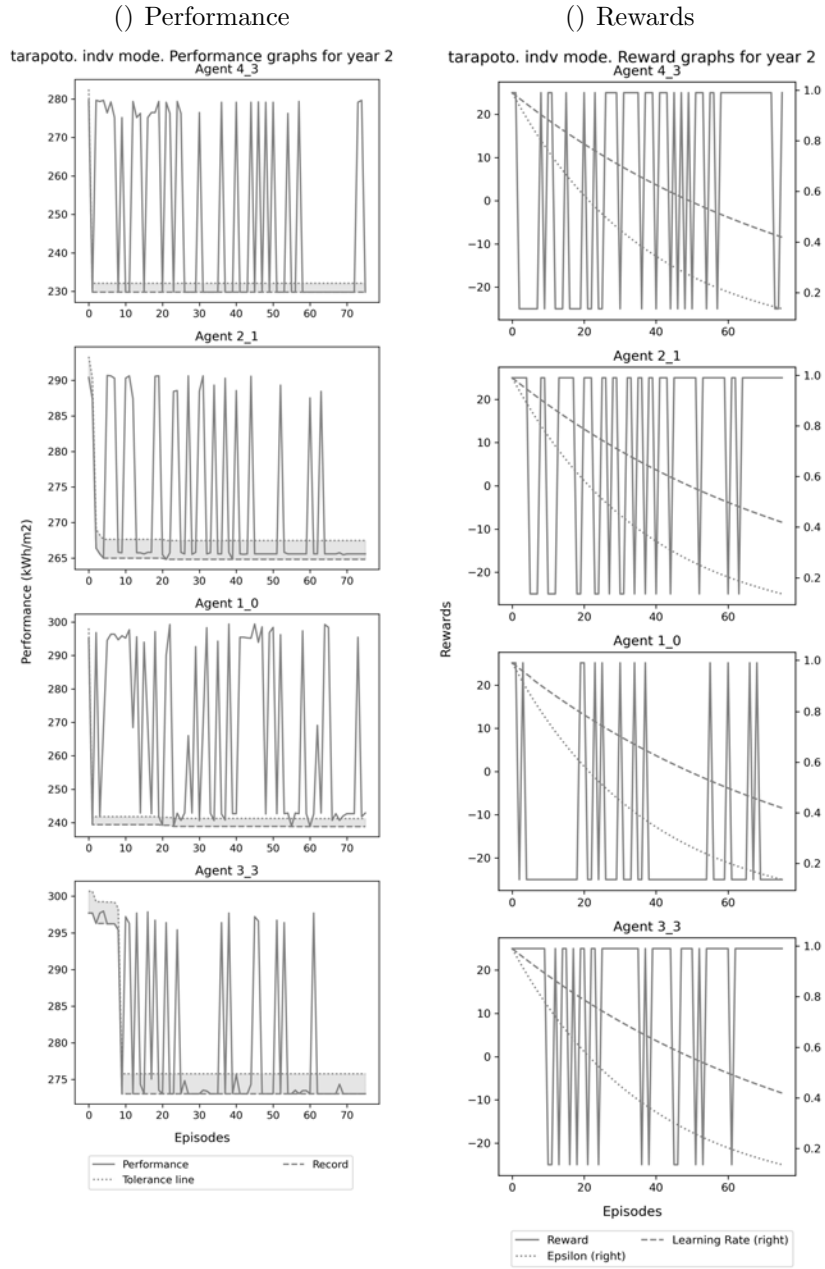 () Performance
() Rewards
tarapoto. indv mode. Performance graphs for year 2
Agent 4_3
280
270
260
250
240
230
0 10 20 30 40 50 60 70
Agent 2_1
290
285
280
275
270
265
0 10 20 30 40 50 60 70
Agent 1_0
300
290
280
270
260
250
240
0 10 20 30 40 50 60 70
Agent 3_3
300
295
290
285
280
275
0 10 20 30 40 50 60 70
Performance (kWh/m2)
Episodes
Performance
Tolerance line
Record
tarapoto. indv mode. Reward graphs for year 2
Agent 4_3
20
10
0
−10
−20
1.0
0.8
0.6
0.4
0.2
0 20 40 60
Agent 2_1
20
10
0
−10
−20
1.0
0.8
0.6
0.4
0.2
0 20 40 60
Agent 1_0
20
10
0
−10
−20
1.0
0.8
0.6
0.4
0.2
0 20 40 60
Agent 3_3
20
10
0
−10
−20
1.0
0.8
0.6
0.4
0.2
0 20 40 60
Rewards
Episodes
Reward
Epsilon (right)
Learning Rate (right)